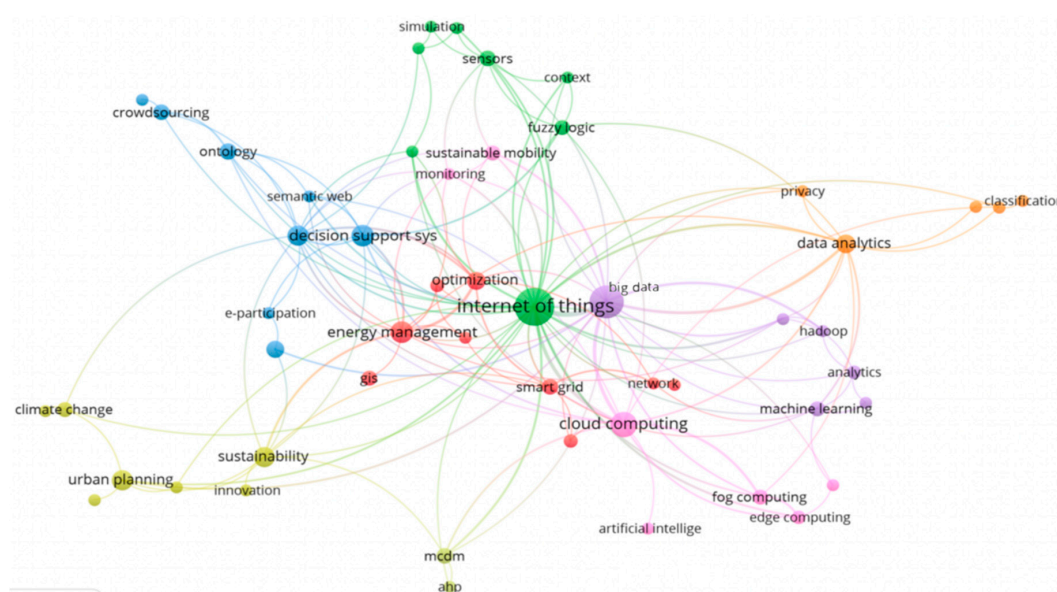 simulation
sensors
context
crowdsourcing
fuzzy logic
ontology
sustainable mobility
monitoring
privacy
semantic web
classification
decision support sys
data analytics
optimization
big data
internet of things
e-participation
energy management
hadoop
analytics
gis
smart grid
network
climate change
machine learning
cloud computing
sustainability
urban planning
innovation
fog computing
edge computing
artificial intellige
mcdm
ahp